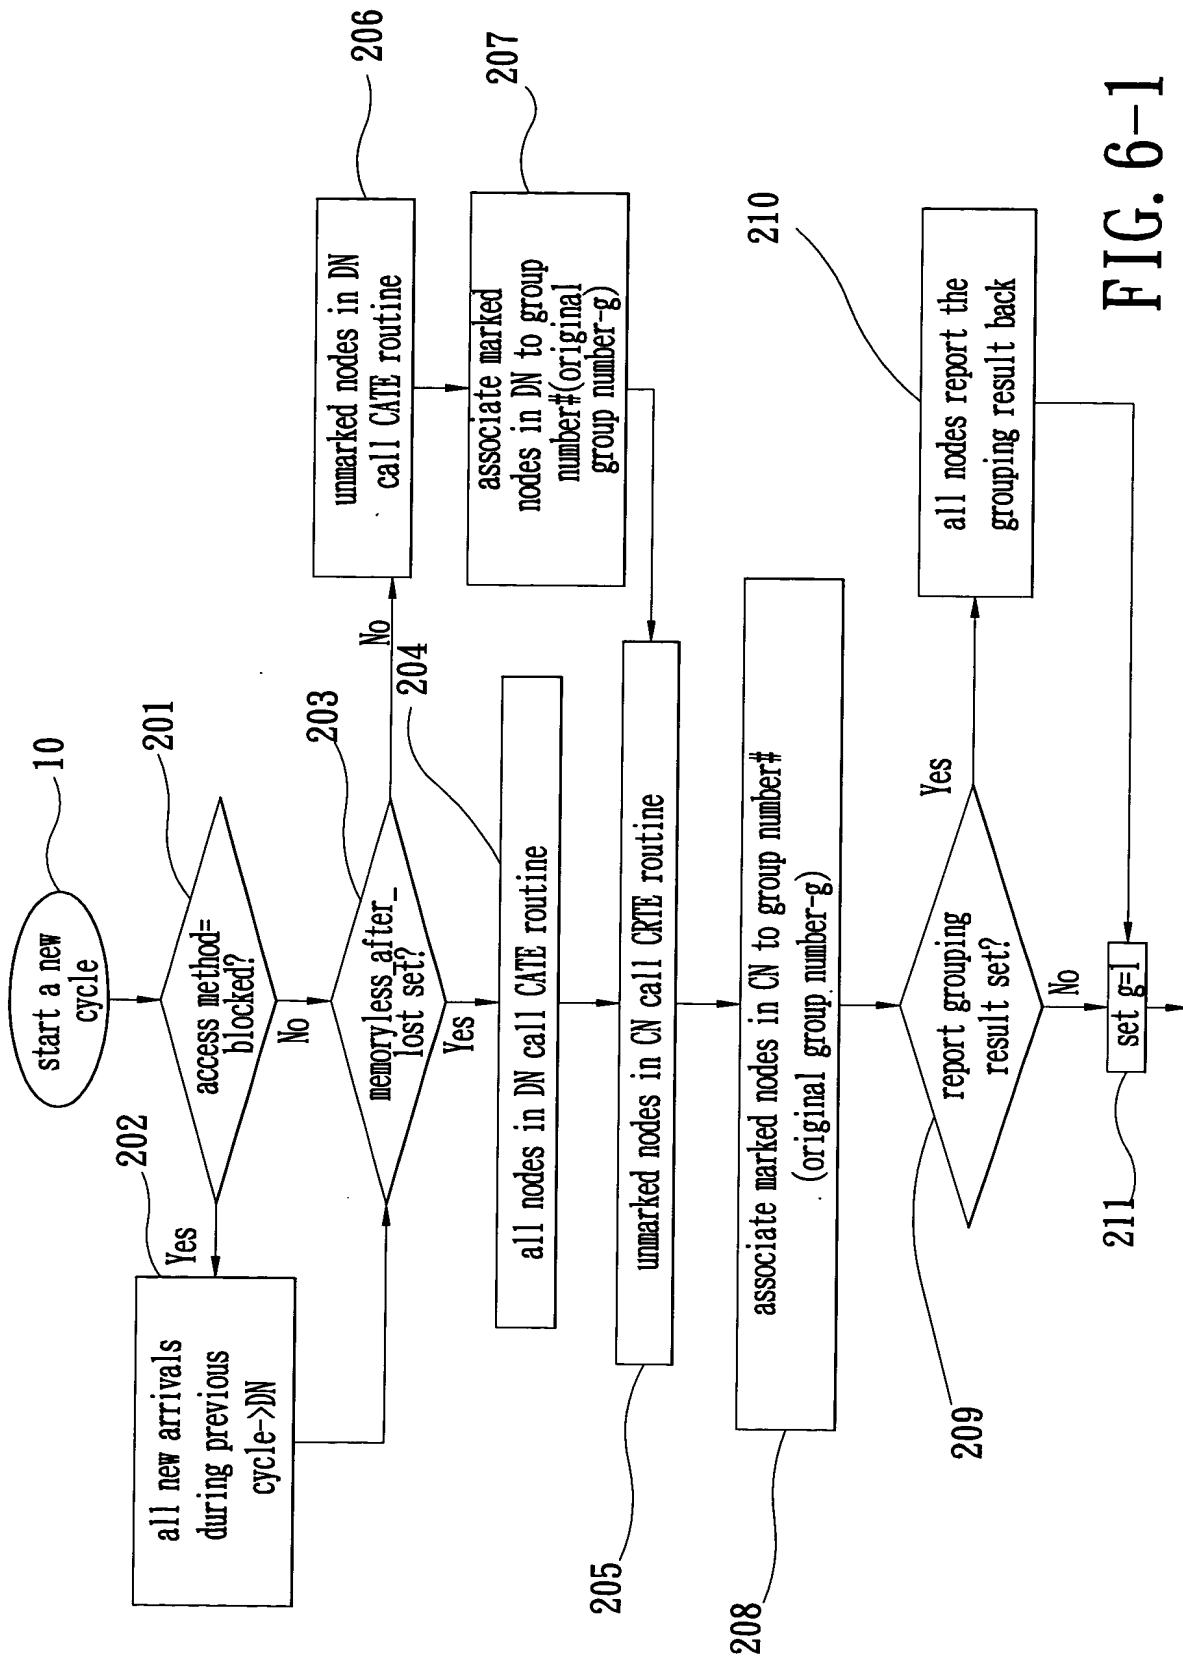 start a new
cycle
10
access method=
blocked?
201
Yes
202
all new arrivals
during previous
cycle->DN
No
memoryless_after_
lost set?
203
No
unmarked nodes in DN
call CATE routine
206
associate marked
nodes in DN to group
number#(original
group number-g)
207
Yes
204
all nodes in DN call CATE routine
unmarked nodes in CN call CRTE routine
205
associate marked nodes in CN to group number#
(original group number-g)
208
report grouping
result set?
209
Yes
all nodes report the
grouping result back
210
No
set g=1
211
FIG. 6-1